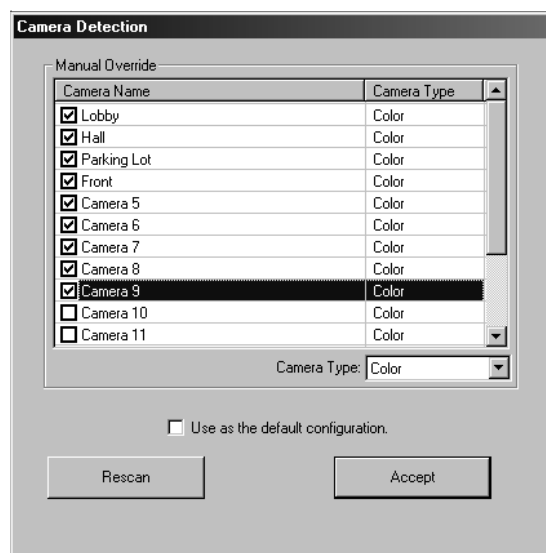 Camera Detection
Manual Override
Camera Name Camera Type
Lobby Color
Hall Color
Parking Lot Color
Front Color
Camera 5 Color
Camera 6 Color
Camera 7 Color
Camera 8 Color
Camera 9 Color
Camera 10 Color
Camera 11 Color
Camera Type: Color
Use as the default configuration.
Rescan Accept